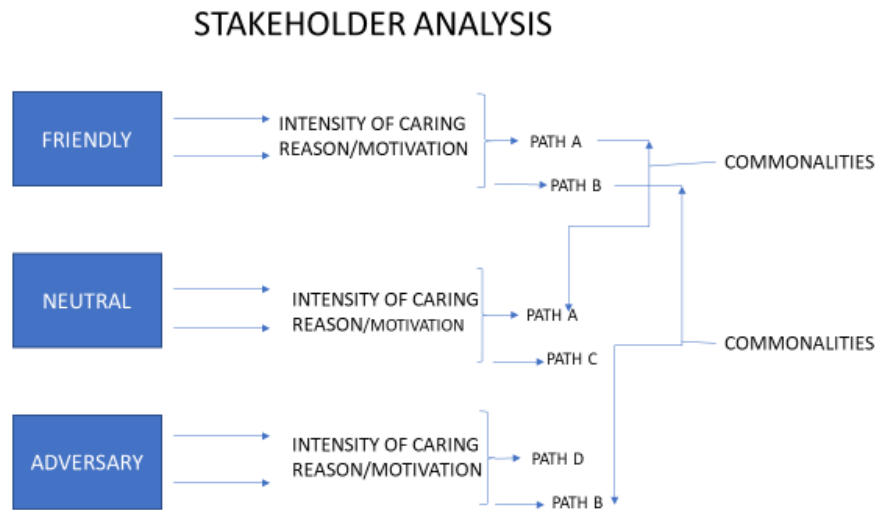 STAKEHOLDER ANALYSIS
FRIENDLY
INTENSITY OF CARING
REASON/MOTIVATION
PATH A
PATH B
COMMONALITIES
NEUTRAL
INTENSITY OF CARING
REASON/MOTIVATION
PATH A
PATH C
COMMONALITIES
ADVERSARY
INTENSITY OF CARING
REASON/MOTIVATION
PATH D
PATH B